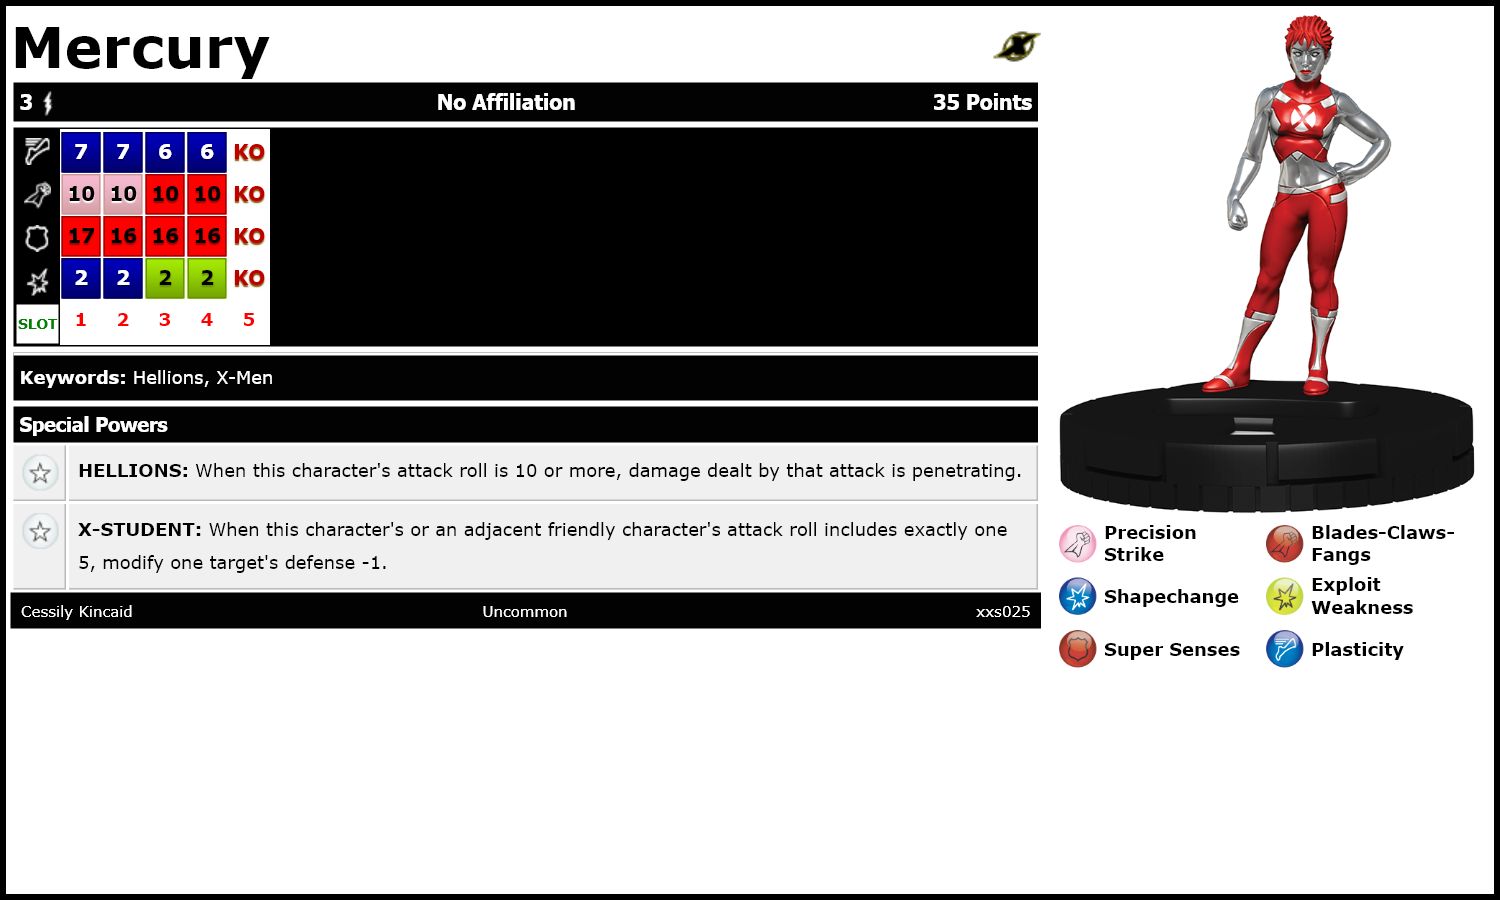 Mercury
3 No Affiliation 35 Points
7 7 6 6 KO
10 10 10 10 KO
17 16 16 16 KO
2 2 2 2 KO
SLOT 1 2 3 4 5
Keywords: Hellions, X-Men
Special Powers
HELLIONS: When this character's attack roll is 10 or more, damage dealt by that attack is penetrating.
X-STUDENT: When this character's or an adjacent friendly character's attack roll includes exactly one
5, modify one target's defense -1.
Cessily Kincaid Uncommon xxs025
Precision
Strike
Blades-Claws-
Fangs
Shapechange
Exploit
Weakness
Super Senses
Plasticity